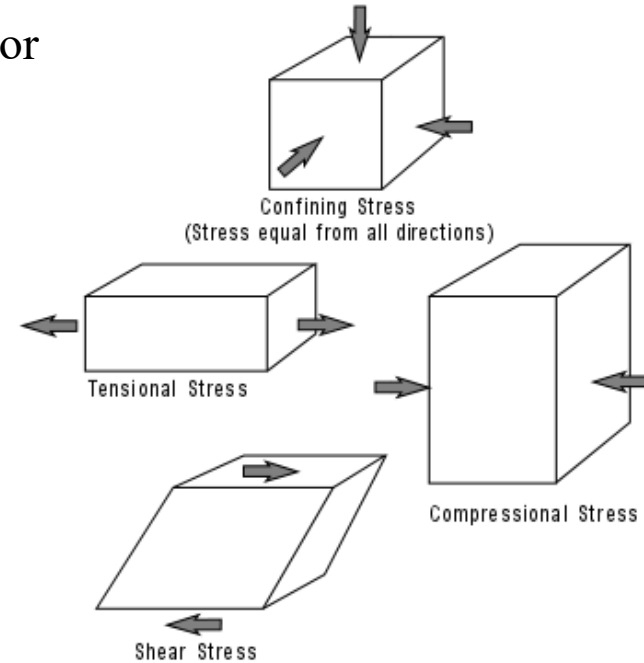 or
Confining Stress
(Stress equal from all directions)
Tensional Stress
Compressional Stress
Shear Stress